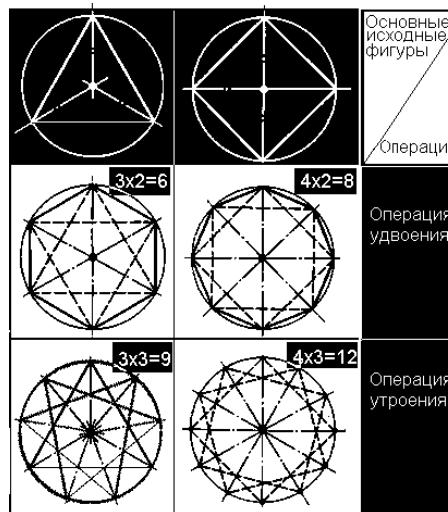 Основные
исходные
фигуры
Операци
3x2=6
4x2=8
Операция
удвоения
3x3=9
4x3=12
Операция
утроения